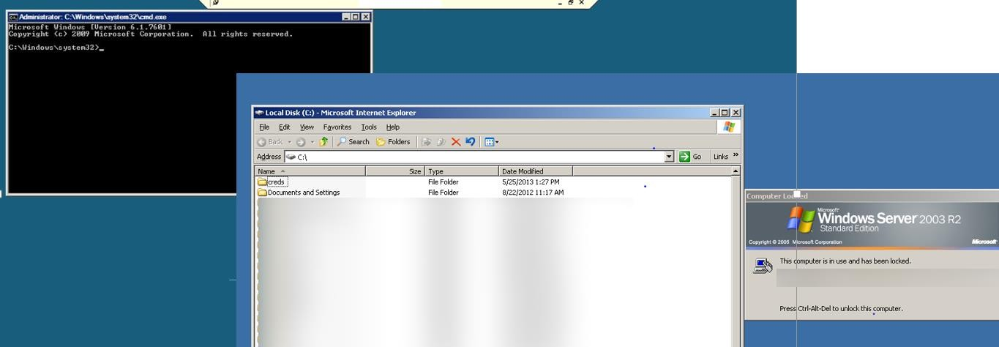 Administrator: C:\Windows\system32\cmd.exe
Microsoft Windows [Version 6.1.7601]
Copyright (c) 2009 Microsoft Corporation.  All rights reserved.
C:\Windows\system32>_
Local Disk (C:) - Microsoft Internet Explorer
File Edit View Favorites Tools Help
Back Search Folders
Address C:\ Go Links »
Name Size Type Date Modified
creds File Folder 5/25/2013 1:27 PM
Documents and Settings File Folder 8/22/2012 11:17 AM
Computer Locked
Microsoft
Windows Server 2003 R2
Standard Edition
Copyright © 2005 Microsoft Corporation Microsoft
This computer is in use and has been locked.
Press Ctrl-Alt-Del to unlock this computer.